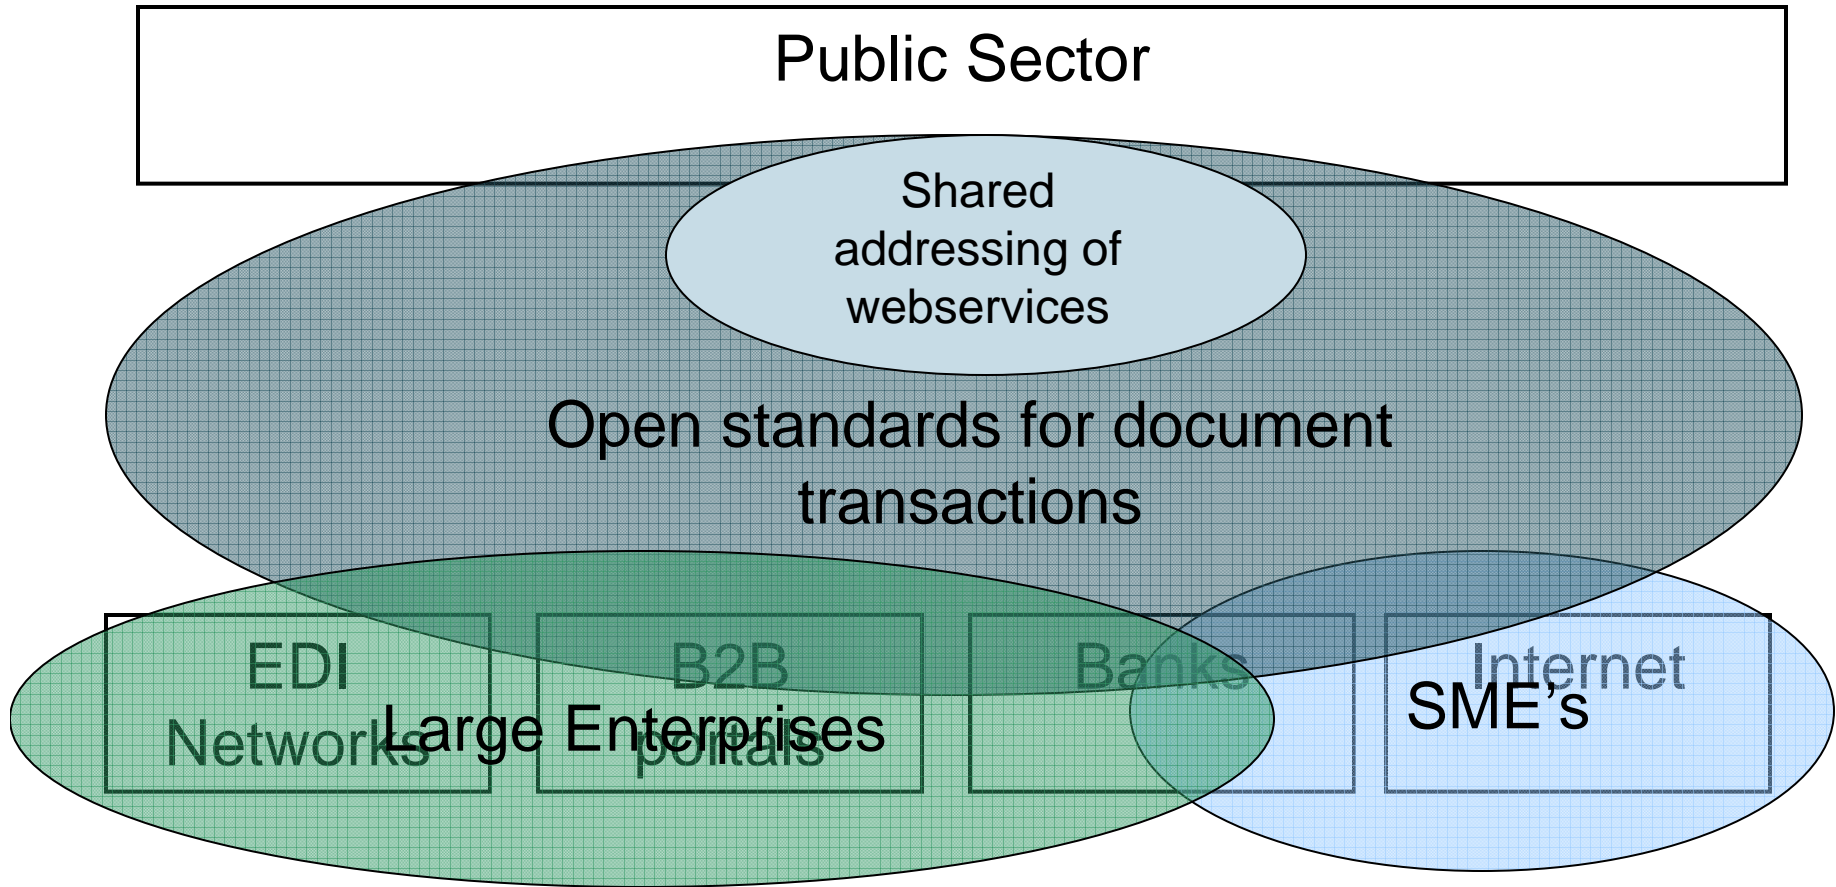 Public Sector
Shared
addressing of
webservices
Open standards for document
transactions
EDI
Networks
B2B
portals
Banks
Internet
Large Enterprises
SME's